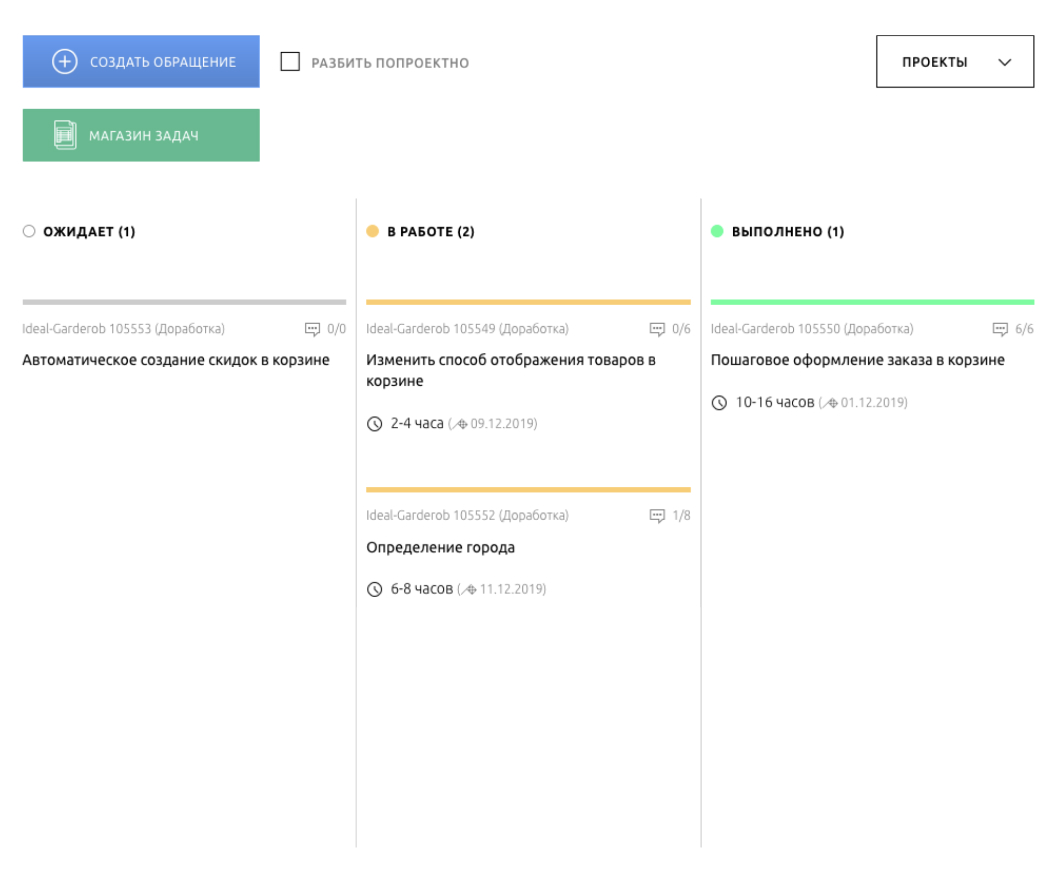 СОЗДАТЬ ОБРАЩЕНИЕ
РАЗБИТЬ ПОПРОЕКТНО
ПРОЕКТЫ
МАГАЗИН ЗАДАЧ
ОЖИДАЕТ (1)
Ideal-Garderob 105553 (Доработка) 0/0
Автоматическое создание скидок в корзине
В РАБОТЕ (2)
Ideal-Garderob 105549 (Доработка) 0/6
Изменить способ отображения товаров в
корзине
2-4 часа (09.12.2019)
Ideal-Garderob 105552 (Доработка) 1/8
Определение города
6-8 часов (11.12.2019)
ВЫПОЛНЕНО (1)
Ideal-Garderob 105550 (Доработка) 6/6
Пошаговое оформление заказа в корзине
10-16 часов (01.12.2019)